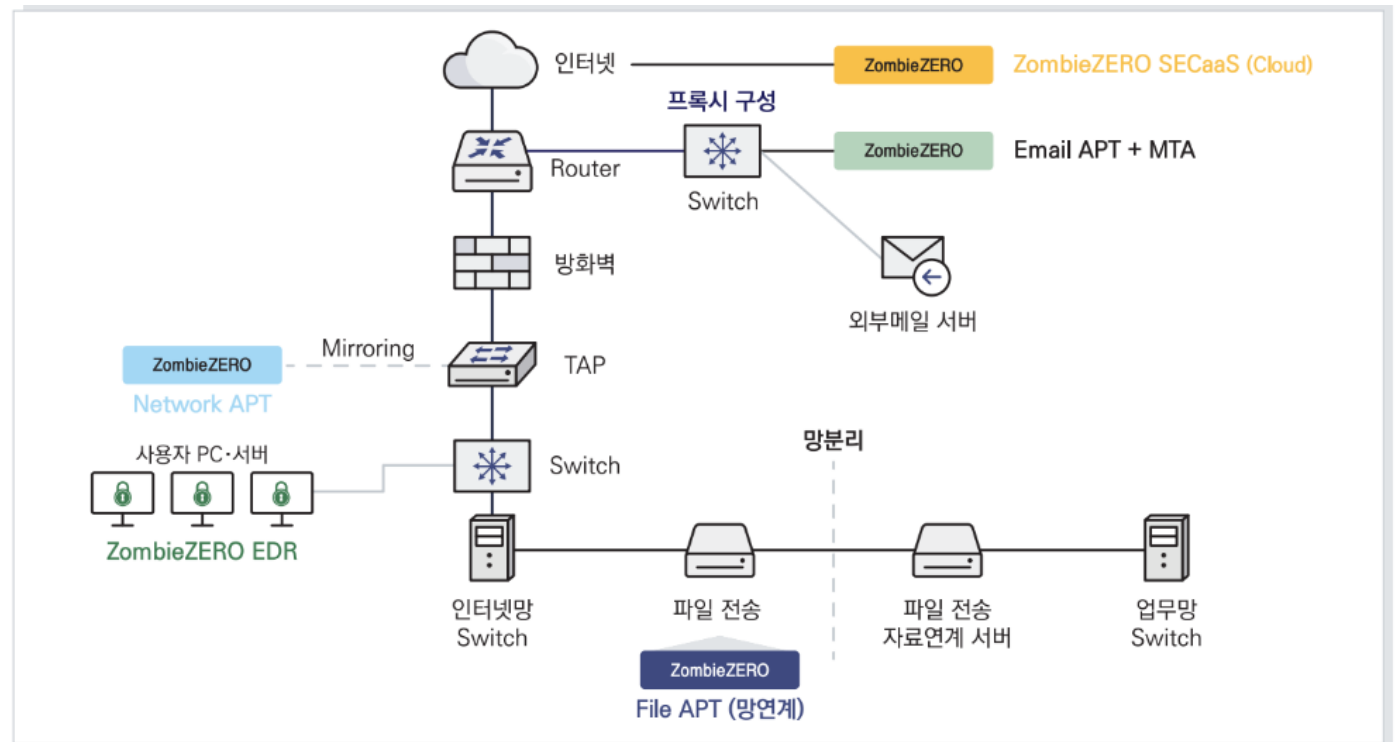 인터넷
ZombieZERO
ZombieZERO SECaaS (Cloud)
프록시 구성
Router
Switch
ZombieZERO
Email APT + MTA
방화벽
외부메일 서버
Mirroring
TAP
ZombieZERO
Network APT
사용자 PC·서버
Switch
망분리
ZombieZERO EDR
인터넷망
Switch
파일 전송
파일 전송
자료연계 서버
업무망
Switch
ZombieZERO
File APT (망연계)